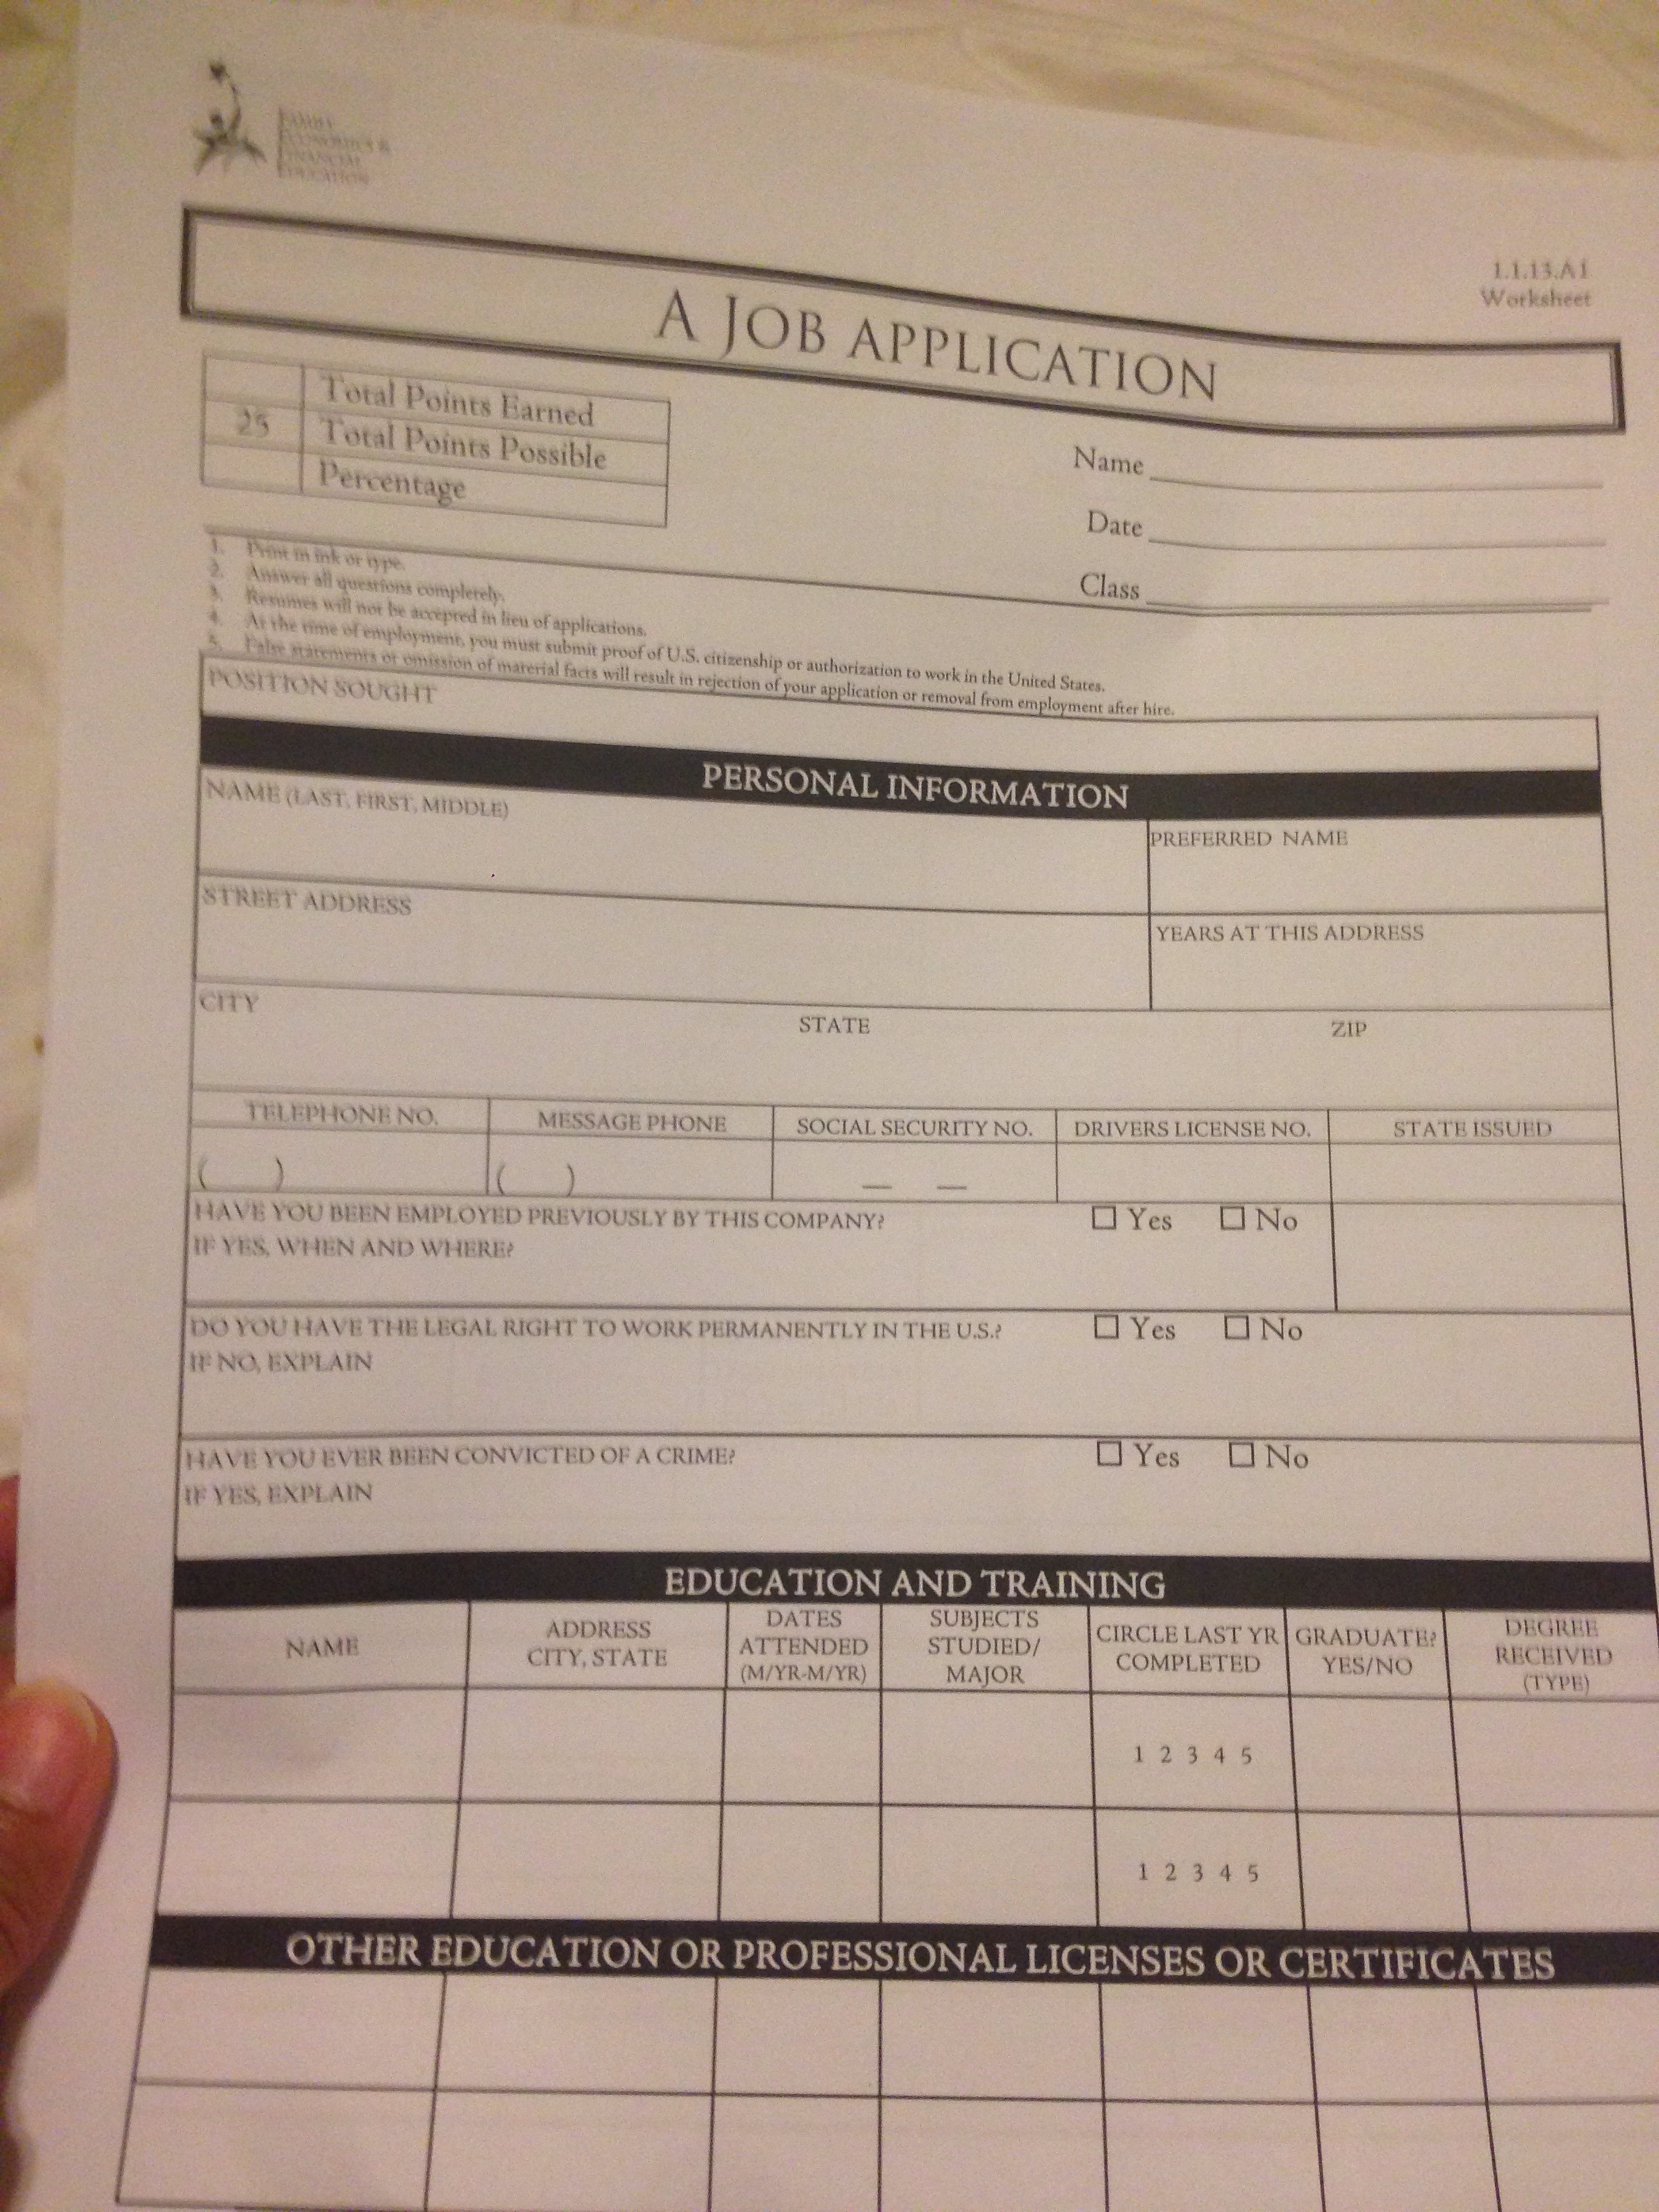 FAMILY
ECONOMICS &
FINANCIAL
EDUCATION
1.1.13.A1
Worksheet
A JOB APPLICATION
Total Points Earned
25 Total Points Possible
Percentage
Name
Date
Class
1. Print in ink or type.
2. Answer all questions completely.
3. Resumes will not be accepted in lieu of applications.
4. At the time of employment, you must submit proof of U.S. citizenship or authorization to work in the United States.
5. False statements or omission of material facts will result in rejection of your application or removal from employment after hire.
POSITION SOUGHT
PERSONAL INFORMATION
NAME (LAST, FIRST, MIDDLE) PREFERRED NAME
STREET ADDRESS YEARS AT THIS ADDRESS
CITY STATE ZIP
TELEPHONE NO. MESSAGE PHONE SOCIAL SECURITY NO. DRIVERS LICENSE NO. STATE ISSUED
( ) ( ) — —
HAVE YOU BEEN EMPLOYED PREVIOUSLY BY THIS COMPANY? ☐ Yes ☐ No
IF YES, WHEN AND WHERE?
DO YOU HAVE THE LEGAL RIGHT TO WORK PERMANENTLY IN THE U.S.? ☐ Yes ☐ No
IF NO, EXPLAIN
HAVE YOU EVER BEEN CONVICTED OF A CRIME? ☐ Yes ☐ No
IF YES, EXPLAIN
EDUCATION AND TRAINING
NAME
ADDRESS
CITY, STATE
DATES
ATTENDED
(M/YR-M/YR)
SUBJECTS
STUDIED/
MAJOR
CIRCLE LAST YR
COMPLETED
GRADUATE?
YES/NO
DEGREE
RECEIVED
(TYPE)
1 2 3 4 5
1 2 3 4 5
OTHER EDUCATION OR PROFESSIONAL LICENSES OR CERTIFICATES